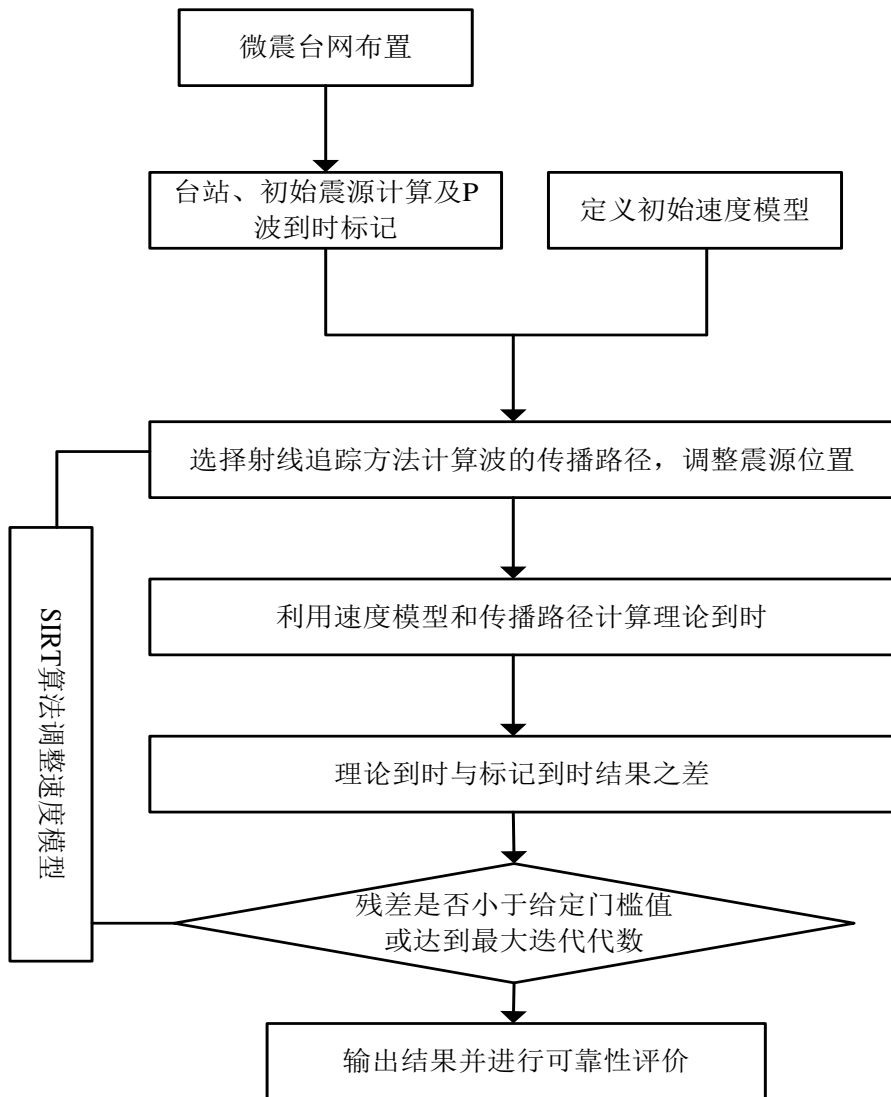 微震台网布置
台站、初始震源计算及P
波到时标记
定义初始速度模型
选择射线追踪方法计算波的传播路径，调整震源位置
利用速度模型和传播路径计算理论到时
SIRT算法调整速度模型
理论到时与标记到时结果之差
残差是否小于给定门槛值
或达到最大迭代代数
输出结果并进行可靠性评价